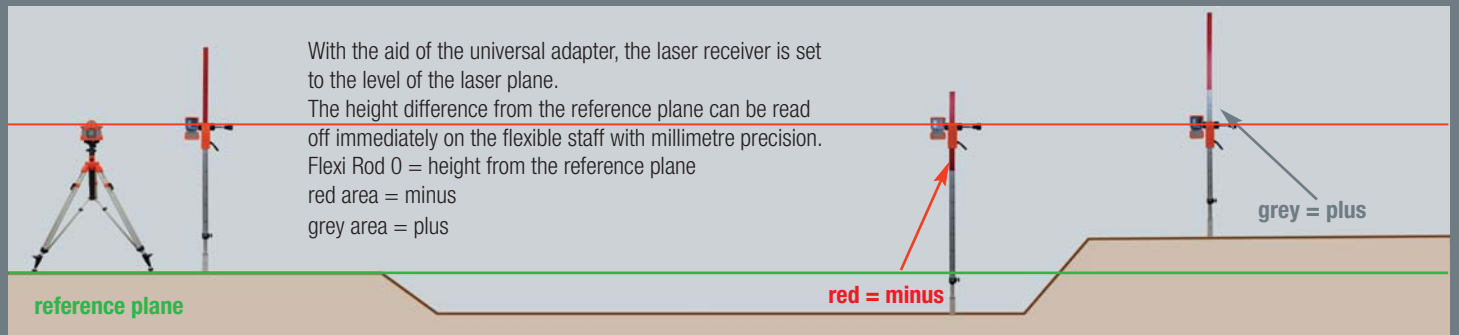 With the aid of the universal adapter, the laser receiver is set
to the level of the laser plane.
The height difference from the reference plane can be read
off immediately on the flexible staff with millimetre precision.
Flexi Rod 0 = height from the reference plane
red area = minus
grey area = plus
grey = plus
red = minus
reference plane